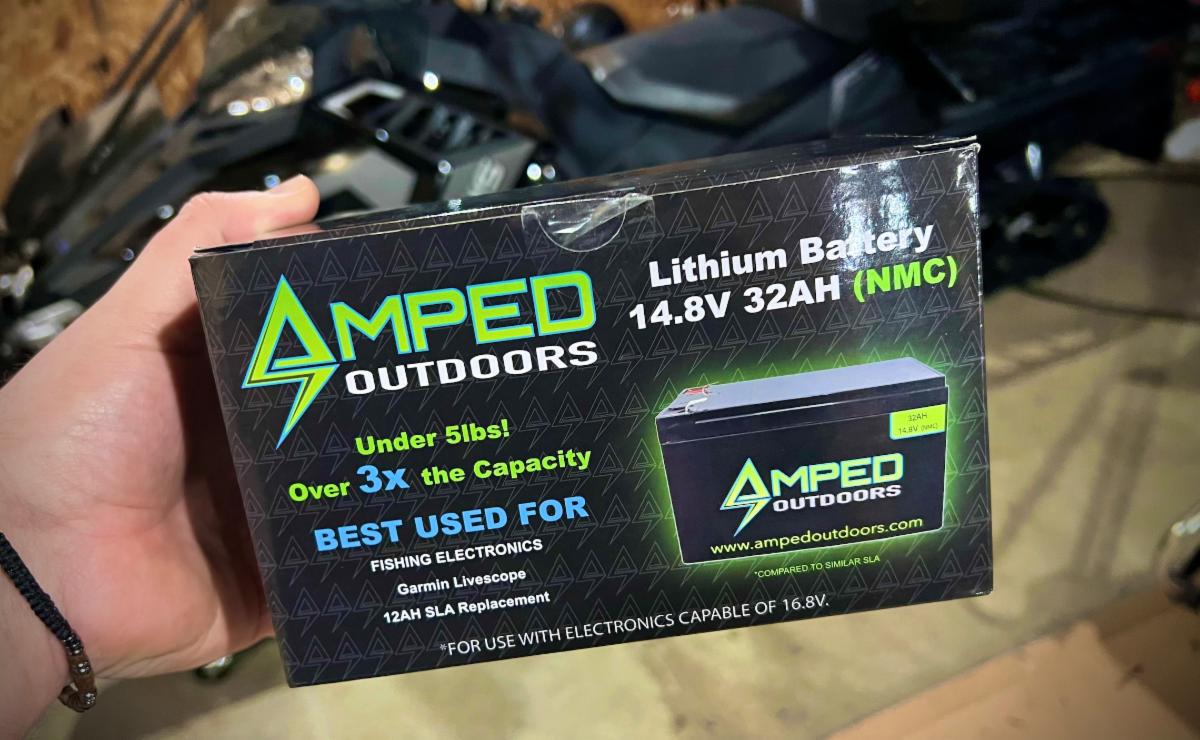 AMPED
OUTDOORS
Lithium Battery
14.8V 32AH (NMC)
Under 5lbs!
Over 3x the Capacity
BEST USED FOR
FISHING ELECTRONICS
Garmin Livescope
12AH SLA Replacement
32AH
14.8V (NMC)
AMPED
OUTDOORS
www.ampedoutdoors.com
*COMPARED TO SIMILAR SLA
*FOR USE WITH ELECTRONICS CAPABLE OF 16.8V.